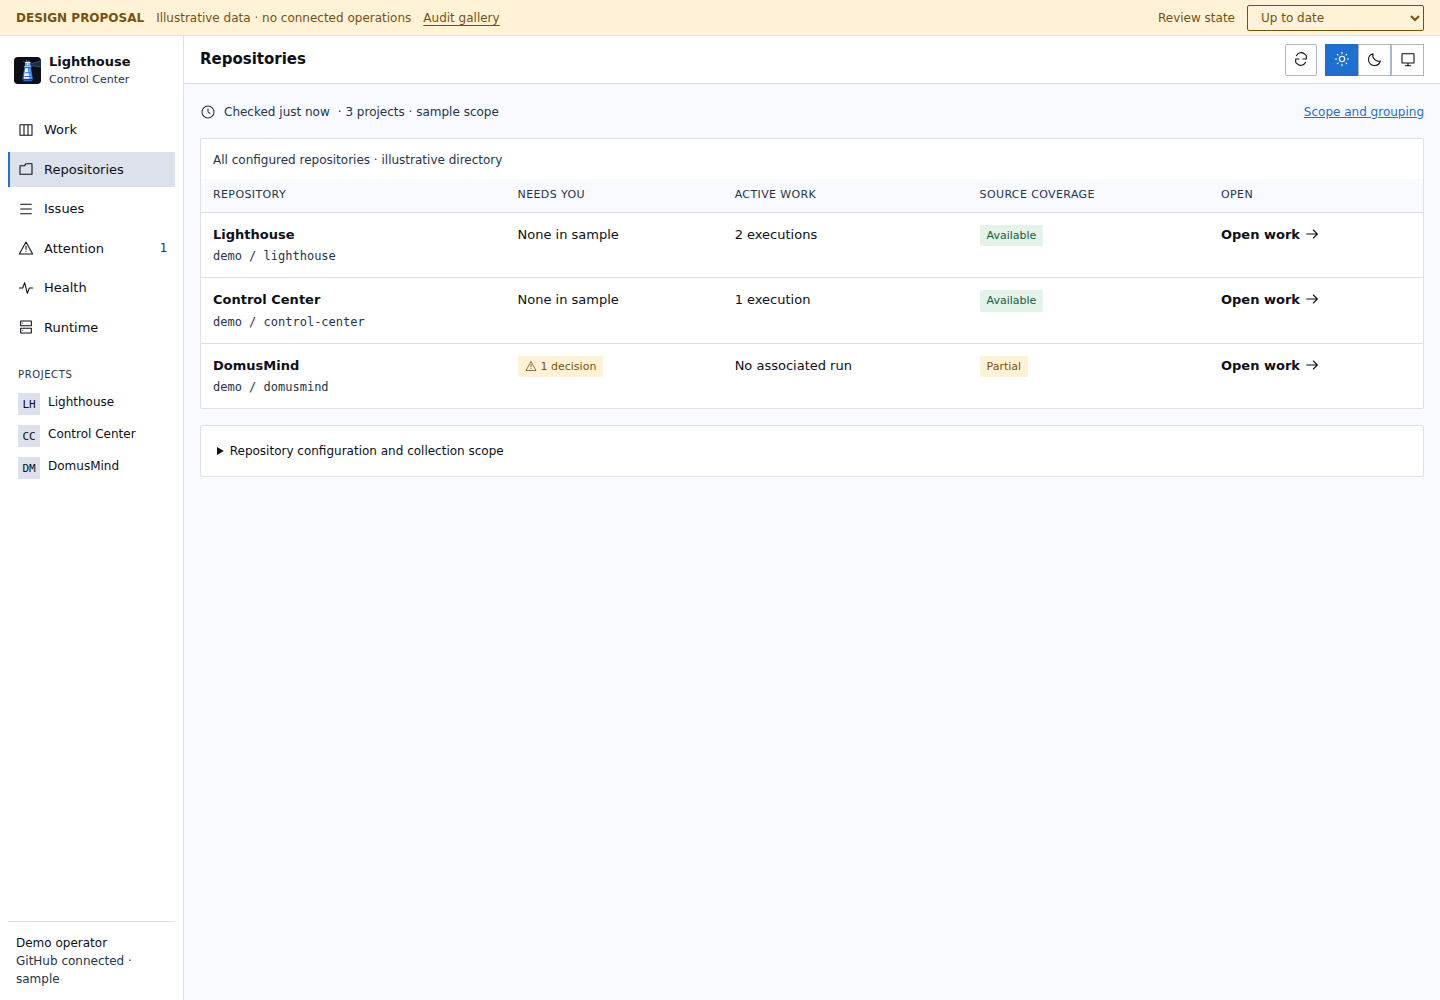 DESIGN PROPOSAL Illustrative data · no connected operations Audit gallery Review state Up to date
Lighthouse
Control Center
Repositories
Work
Repositories
Issues
Attention 1
Health
Runtime
PROJECTS
LH Lighthouse
CC Control Center
DM DomusMind
Demo operator
GitHub connected ·
sample
Checked just now · 3 projects · sample scope Scope and grouping
All configured repositories · illustrative directory
REPOSITORY NEEDS YOU ACTIVE WORK SOURCE COVERAGE OPEN
Lighthouse None in sample 2 executions Available Open work →
demo / lighthouse
Control Center None in sample 1 execution Available Open work →
demo / control-center
DomusMind 1 decision No associated run Partial Open work →
demo / domusmind
Repository configuration and collection scope